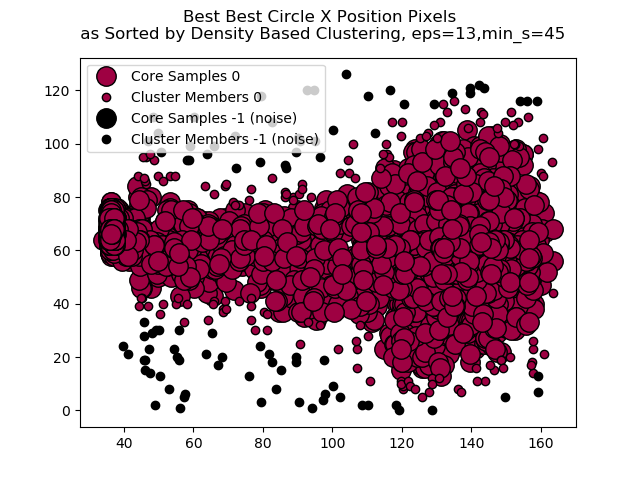 Best Best Circle X Position Pixels
as Sorted by Density Based Clustering, eps=13,min_s=45
Core Samples 0
Cluster Members 0
Core Samples -1 (noise)
Cluster Members -1 (noise)
120
100
80
60
40
20
0
40 60 80 100 120 140 160